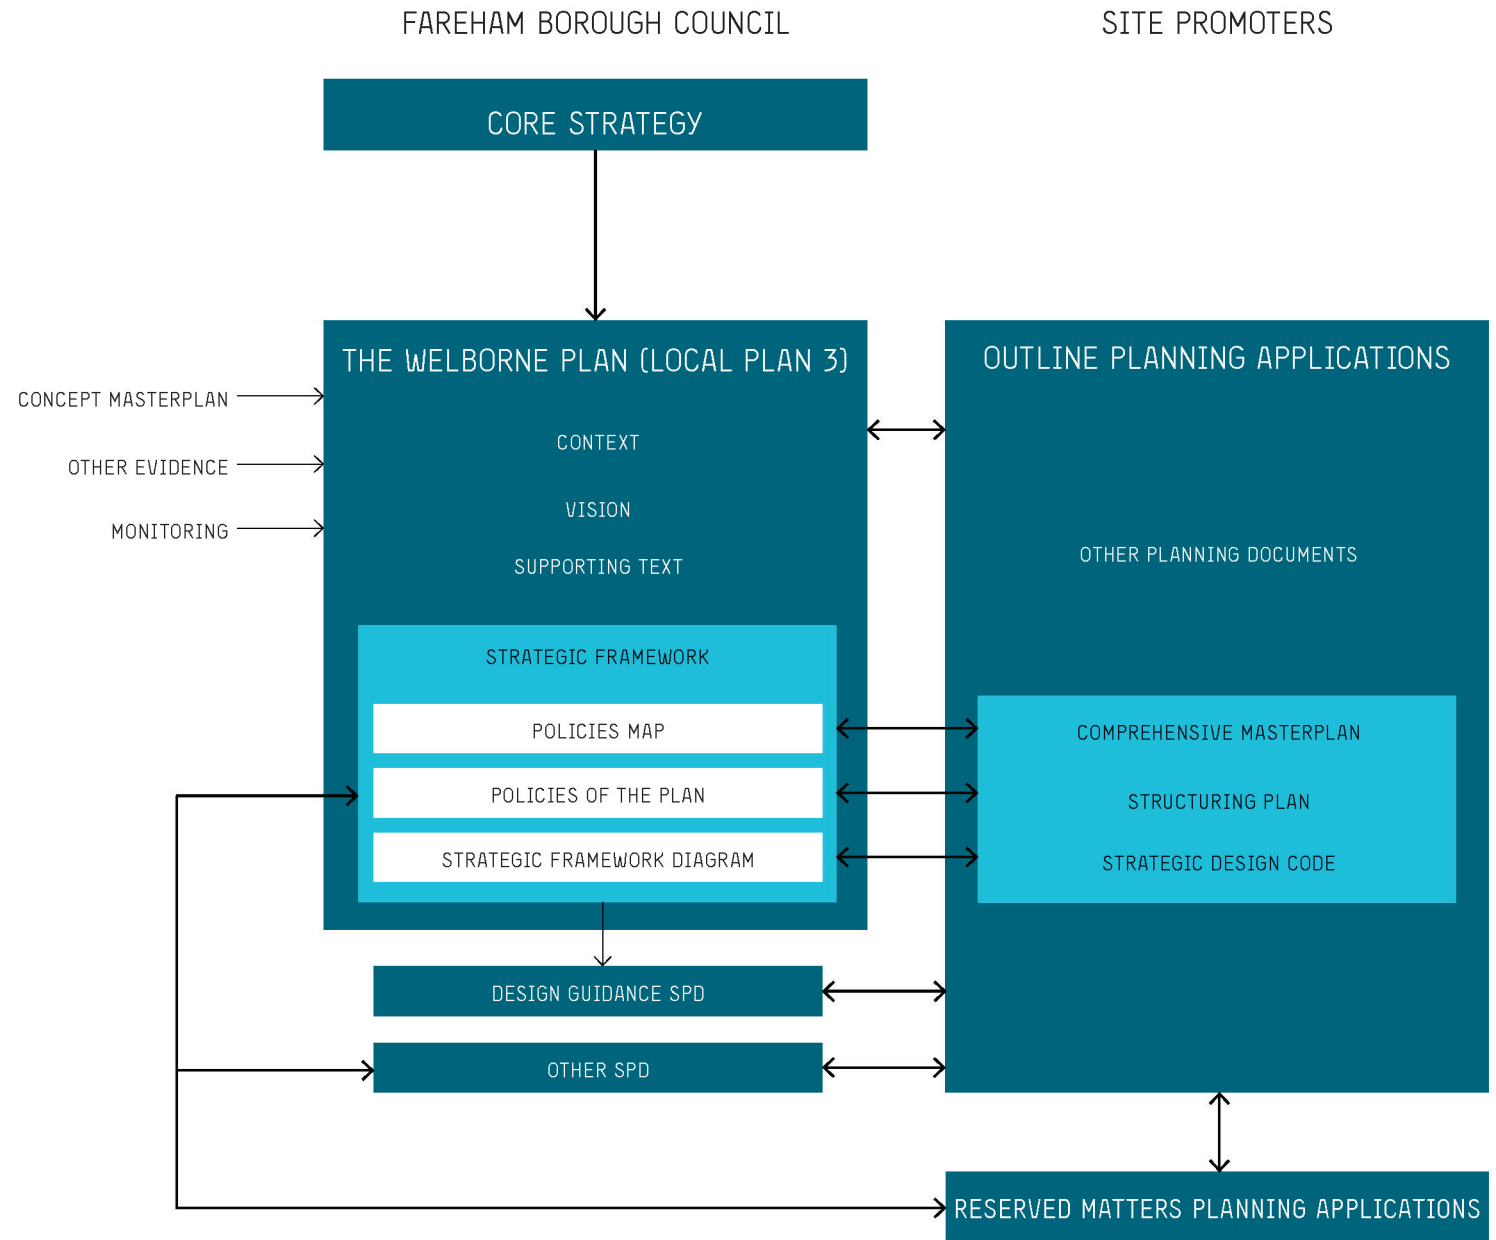 FAREHAM BOROUGH COUNCIL
SITE PROMOTERS
CORE STRATEGY
THE WELBORNE PLAN (LOCAL PLAN 3)
OUTLINE PLANNING APPLICATIONS
CONCEPT MASTERPLAN
CONTEXT
OTHER EVIDENCE
VISION
MONITORING
SUPPORTING TEXT
OTHER PLANNING DOCUMENTS
STRATEGIC FRAMEWORK
POLICIES MAP
COMPREHENSIVE MASTERPLAN
POLICIES OF THE PLAN
STRUCTURING PLAN
STRATEGIC FRAMEWORK DIAGRAM
STRATEGIC DESIGN CODE
DESIGN GUIDANCE SPD
OTHER SPD
RESERVED MATTERS PLANNING APPLICATIONS